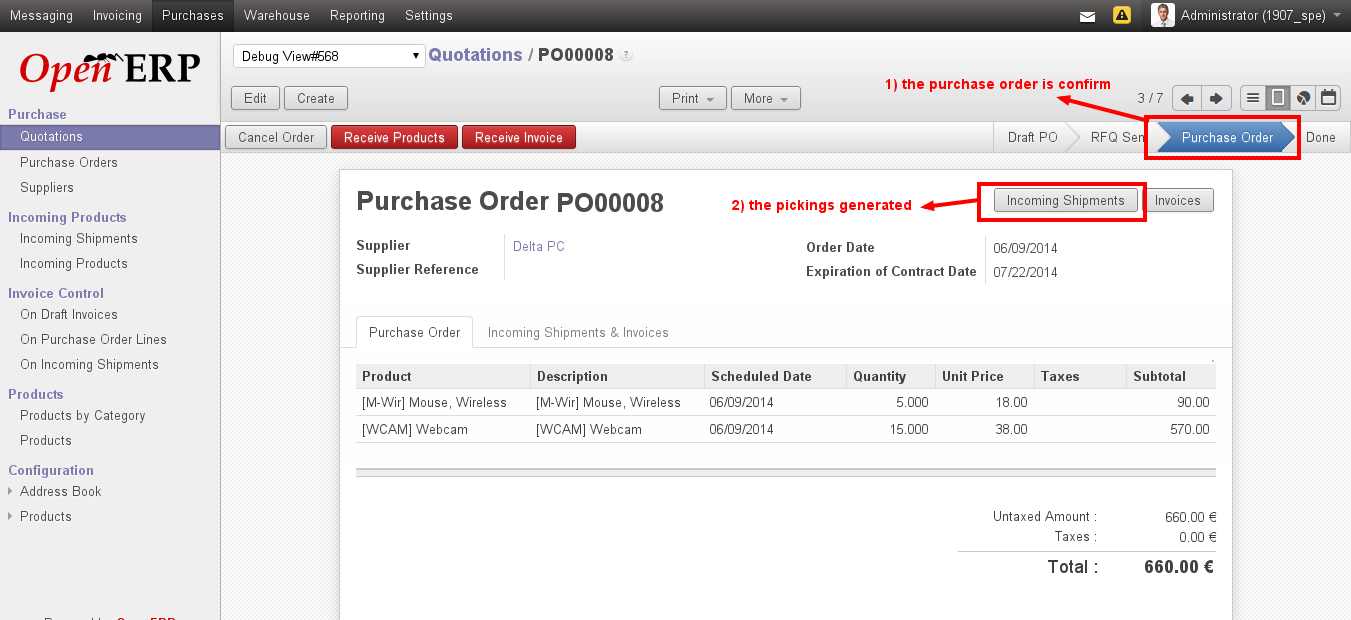 Messaging Invoicing Purchases Warehouse Reporting Settings Administrator (1907_spe)
Open ERP
Debug View#568 Quotations / PO00008 ?
1) the purchase order is confirm
Edit Create Print More 3 / 7
Cancel Order Receive Products Receive Invoice Draft PO RFQ Sen Purchase Order Done
Purchase
Quotations
Purchase Orders
Suppliers
Incoming Products
Incoming Shipments
Incoming Products
Invoice Control
On Draft Invoices
On Purchase Order Lines
On Incoming Shipments
Products
Products by Category
Products
Configuration
Address Book
Products
Purchase Order PO00008
2) the pickings generated
Incoming Shipments Invoices
Supplier Delta PC Order Date 06/09/2014
Supplier Reference Expiration of Contract Date 07/22/2014
Purchase Order Incoming Shipments & Invoices
Product Description Scheduled Date Quantity Unit Price Taxes Subtotal
[M-Wir] Mouse, Wireless [M-Wir] Mouse, Wireless 06/09/2014 5.000 18.00 90.00
[WCAM] Webcam [WCAM] Webcam 06/09/2014 15.000 38.00 570.00
Untaxed Amount : 660.00 €
Taxes : 0.00 €
Total : 660.00 €